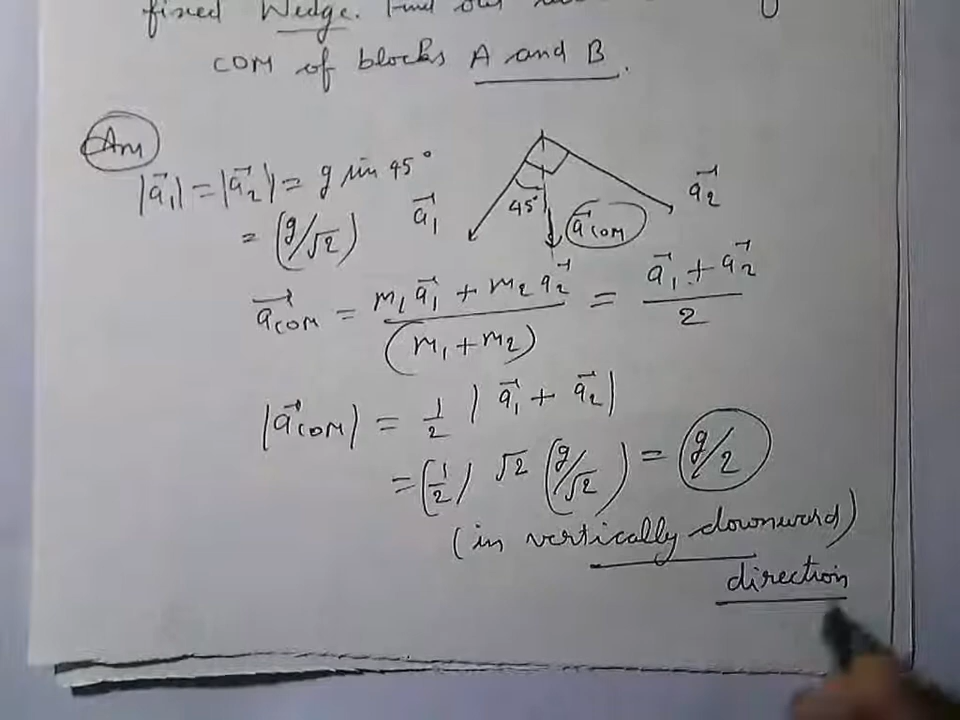 fixed Wedge. Find out
COM of blocks A and B.
Ans
|a⃗₁| = |a⃗₂| = g sin 45°
= (g/√2)
a⃗₁
45°
a⃗COM
a⃗₂
a⃗COM = m₁a⃗₁ + m₂a⃗₂ / (m₁+m₂) = a⃗₁ + a⃗₂ / 2
|a⃗COM| = 1/2 |a⃗₁ + a⃗₂|
= (1/2) √2 (g/√2) = g/2
(in vertically downward)
direction